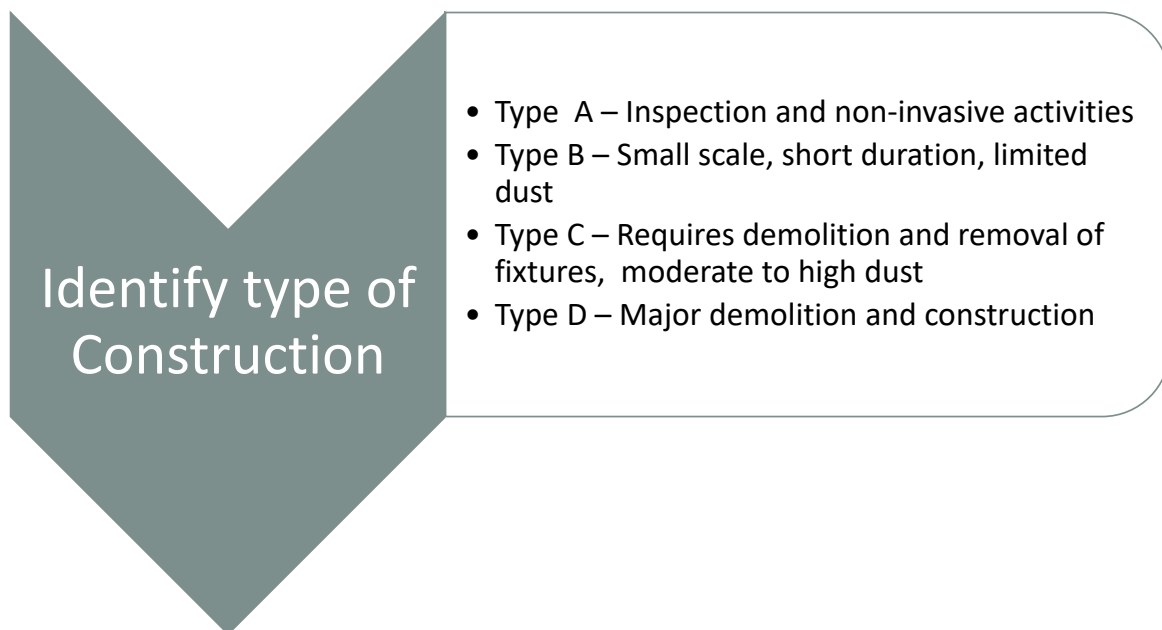 Identify type of
Construction
• Type  A – Inspection and non-invasive activities
• Type B – Small scale, short duration, limited
dust
• Type C – Requires demolition and removal of
fixtures,  moderate to high dust
• Type D – Major demolition and construction